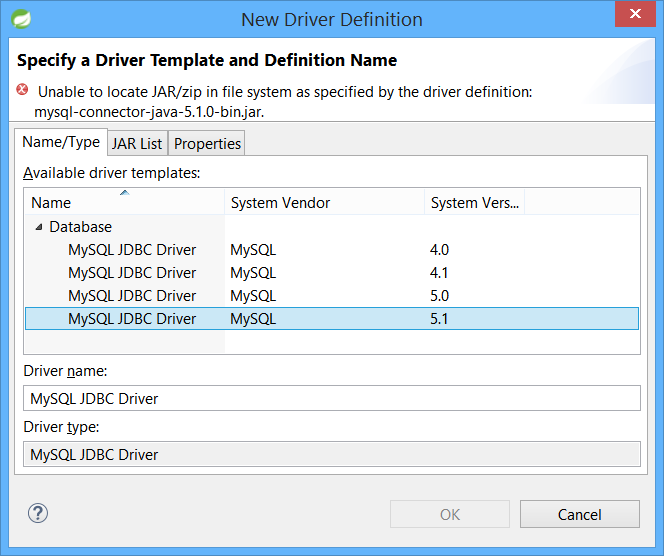 New Driver Definition
Specify a Driver Template and Definition Name
Unable to locate JAR/zip in file system as specified by the driver definition:
mysql-connector-java-5.1.0-bin.jar.
Name/Type JAR List Properties
Available driver templates:
Name System Vendor System Vers...
Database
MySQL JDBC Driver MySQL 4.0
MySQL JDBC Driver MySQL 4.1
MySQL JDBC Driver MySQL 5.0
MySQL JDBC Driver MySQL 5.1
Driver name:
MySQL JDBC Driver
Driver type:
MySQL JDBC Driver
? OK Cancel